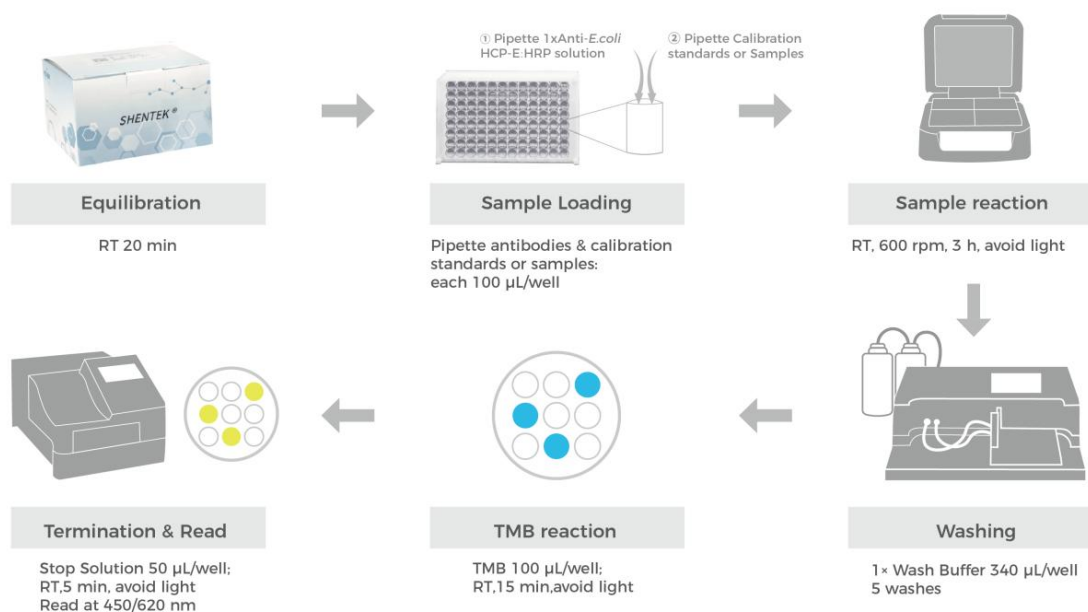 SHENTEK®
Equilibration
RT 20 min
① Pipette 1xAnti-E.coli
HCP-E:HRP solution
② Pipette Calibration
standards or Samples
Sample Loading
Pipette antibodies & calibration
standards or samples:
each 100 μL/well
Sample reaction
RT, 600 rpm, 3 h, avoid light
Washing
1× Wash Buffer 340 μL/well
5 washes
TMB reaction
TMB 100 μL/well;
RT,15 min,avoid light
Termination & Read
Stop Solution 50 μL/well;
RT,5 min, avoid light
Read at 450/620 nm